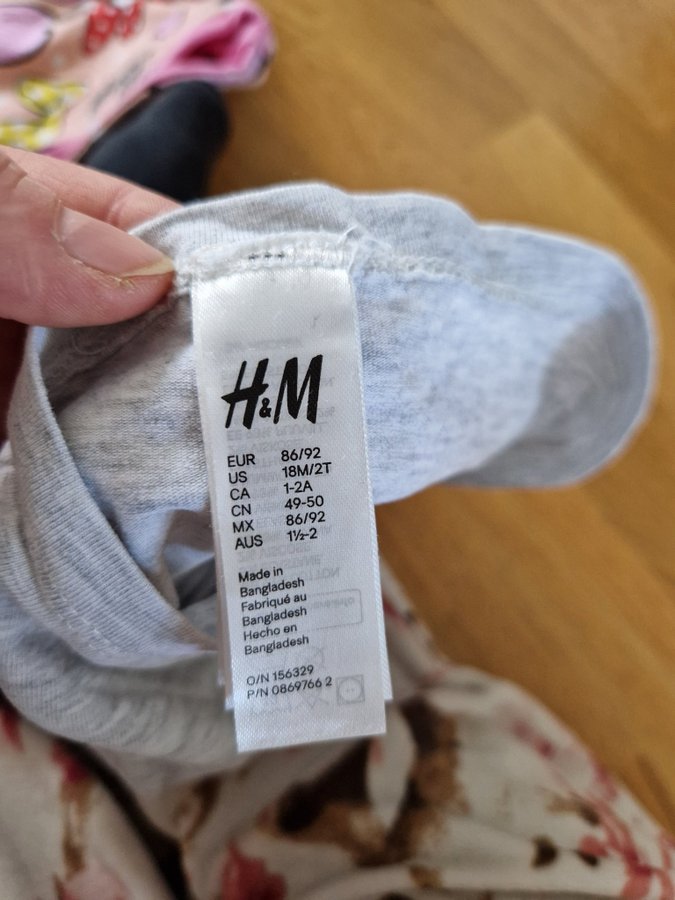 H&M
EUR 86/92
US 18M/2T
CA 1-2A
CN 49-50
MX 86/92
AUS 1½-2
Made in
Bangladesh
Fabriqué au
Bangladesh
Hecho en
Bangladesh
O/N 156329
P/N 0869766 2